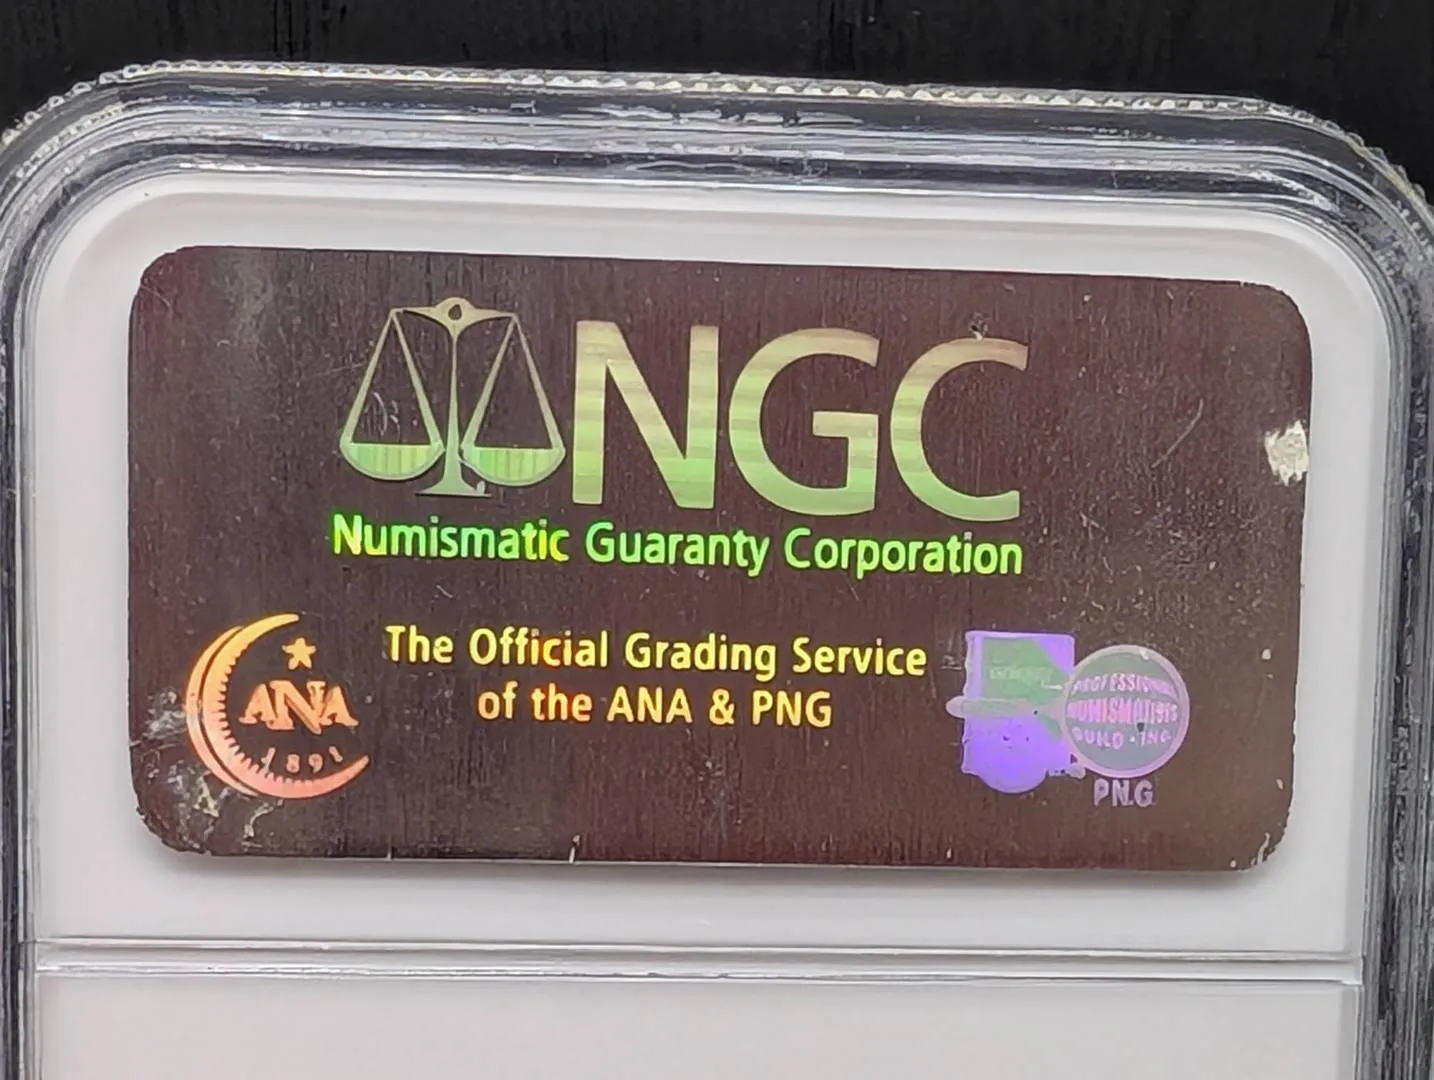 NGC
Numismatic Guaranty Corporation
The Official Grading Service
of the ANA & PNG
ANA
1891
PROFESSIONAL
NUMISMATISTS
GUILD • INC.
PNG